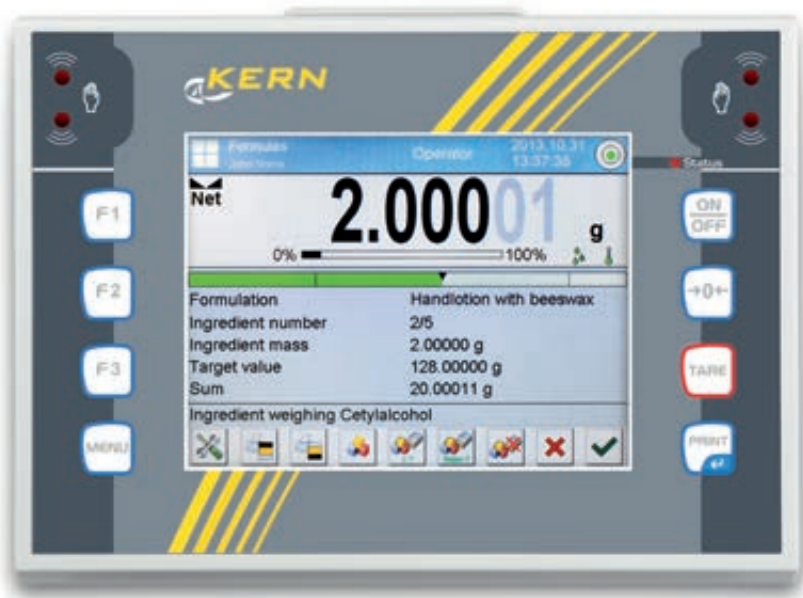 KERN
Formulas Operator 2013.10.31
13:57:36
Status
Net 2.00001 g
0% 100%
Formulation Handlotion with beeswax
Ingredient number 2/5
Ingredient mass 2.00000 g
Target value 128.00000 g
Sum 20.00011 g
Ingredient weighing Cetylalcohol
F1
F2
F3
MENU
ON
OFF
→0←
TARE
PRINT